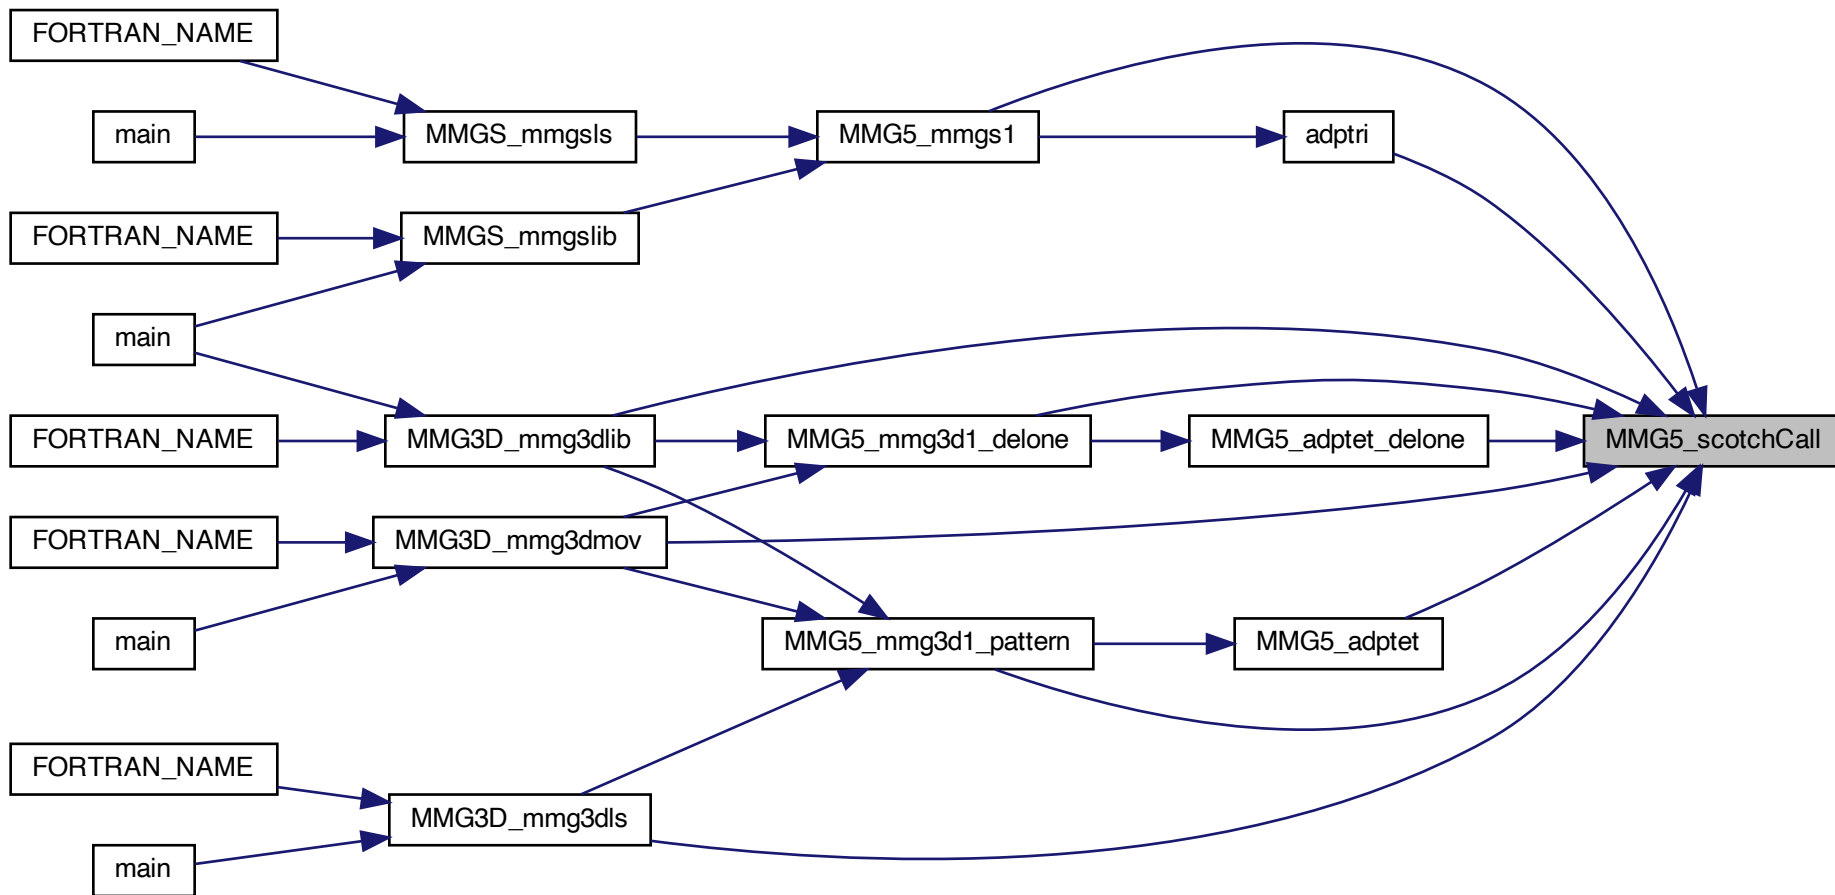 FORTRAN_NAME
main
MMGS_mmgsls
MMG5_mmgs1
adptri
FORTRAN_NAME
MMGS_mmgslib
main
FORTRAN_NAME
MMG3D_mmg3dlib
MMG5_mmg3d1_delone
MMG5_adptet_delone
MMG5_scotchCall
FORTRAN_NAME
MMG3D_mmg3dmov
main
MMG5_mmg3d1_pattern
MMG5_adptet
FORTRAN_NAME
MMG3D_mmg3dls
main